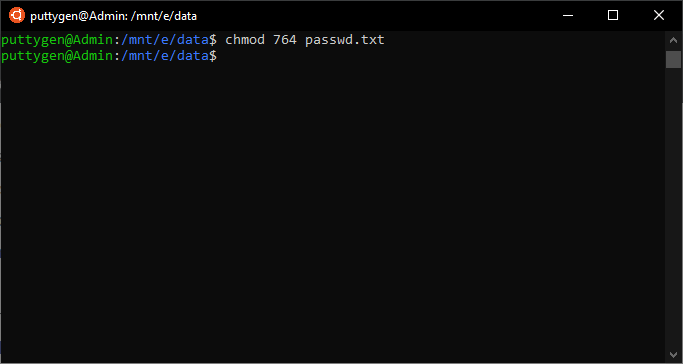 puttygen@Admin: /mnt/e/data
puttygen@Admin:/mnt/e/data$ chmod 764 passwd.txt
puttygen@Admin:/mnt/e/data$